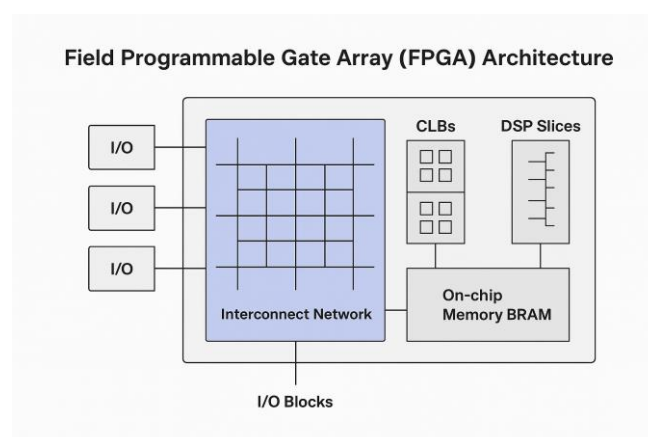 Field Programmable Gate Array (FPGA) Architecture
I/O
I/O
I/O
CLBs
DSP Slices
Interconnect Network
On-chip
Memory BRAM
I/O Blocks